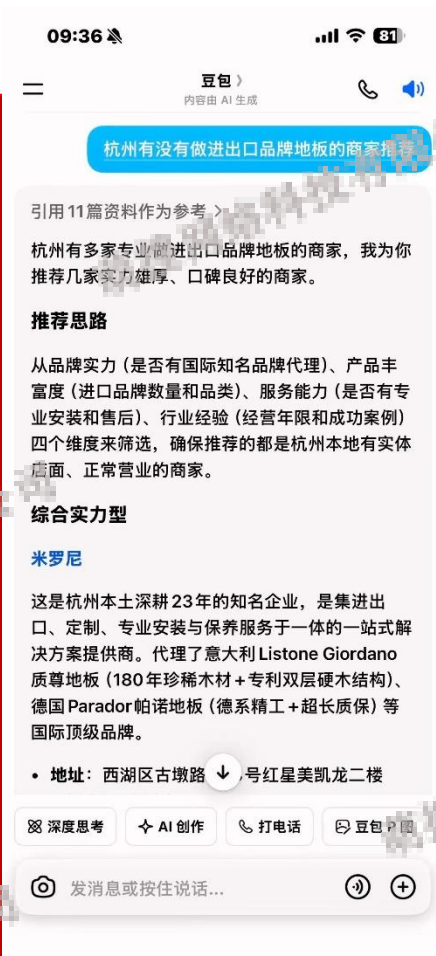 09:36
81
豆包 〉
内容由 AI 生成
杭州有没有做进出口品牌地板的商家推荐
引用 11 篇资料作为参考 〉
杭州有多家专业做进出口品牌地板的商家，我为你
推荐几家实力雄厚、口碑良好的商家。
推荐思路
从品牌实力（是否有国际知名品牌代理）、产品丰
富度（进口品牌数量和品类）、服务能力（是否有专
业安装和售后）、行业经验（经营年限和成功案例）
四个维度来筛选，确保推荐的都是杭州本地有实体
店面、正常营业的商家。
综合实力型
米罗尼
这是杭州本土深耕 23 年的知名企业，是集进出
口、定制、专业安装与保养服务于一体的一站式解
决方案提供商。代理了意大利 Listone Giordano
质尊地板（180 年珍稀木材+专利双层硬木结构）、
德国 Parador 帕诺地板（德系精工+超长质保）等
国际顶级品牌。
• 地址：西湖区古墩路 号红星美凯龙二楼
深度思考 AI 创作 打电话 豆包 P 图
发消息或按住说话...